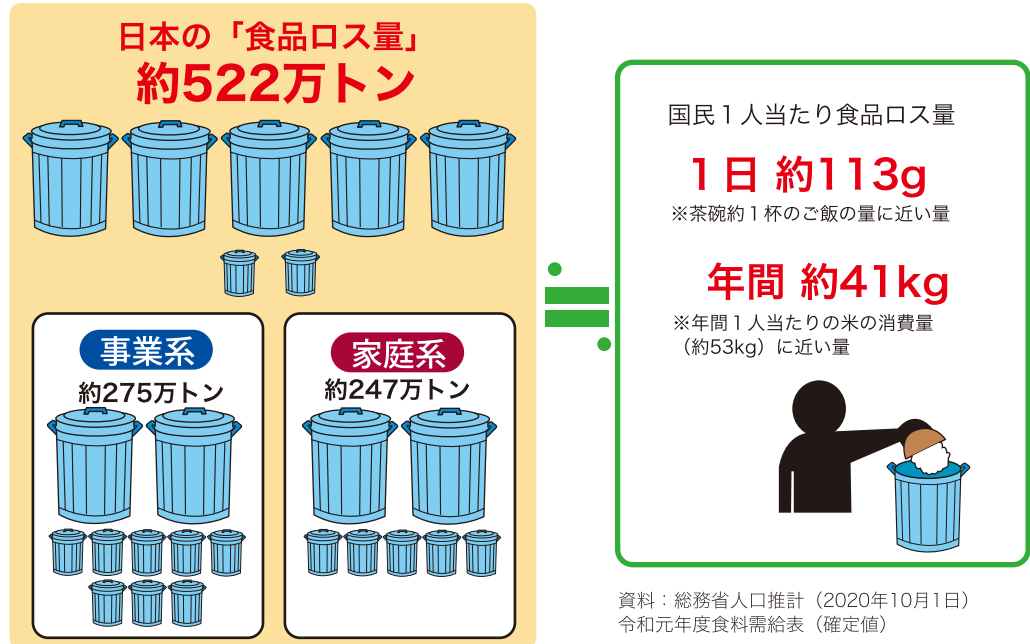 日本の「食品ロス量」
約522万トン
事業系
約275万トン
家庭系
約247万トン
国民１人当たり食品ロス量
１日 約113g
※茶碗約１杯のご飯の量に近い量
年間 約41kg
※年間１人当たりの米の消費量
（約53kg）に近い量
資料：総務省人口推計（2020年10月1日）
令和元年度食料需給表（確定値）